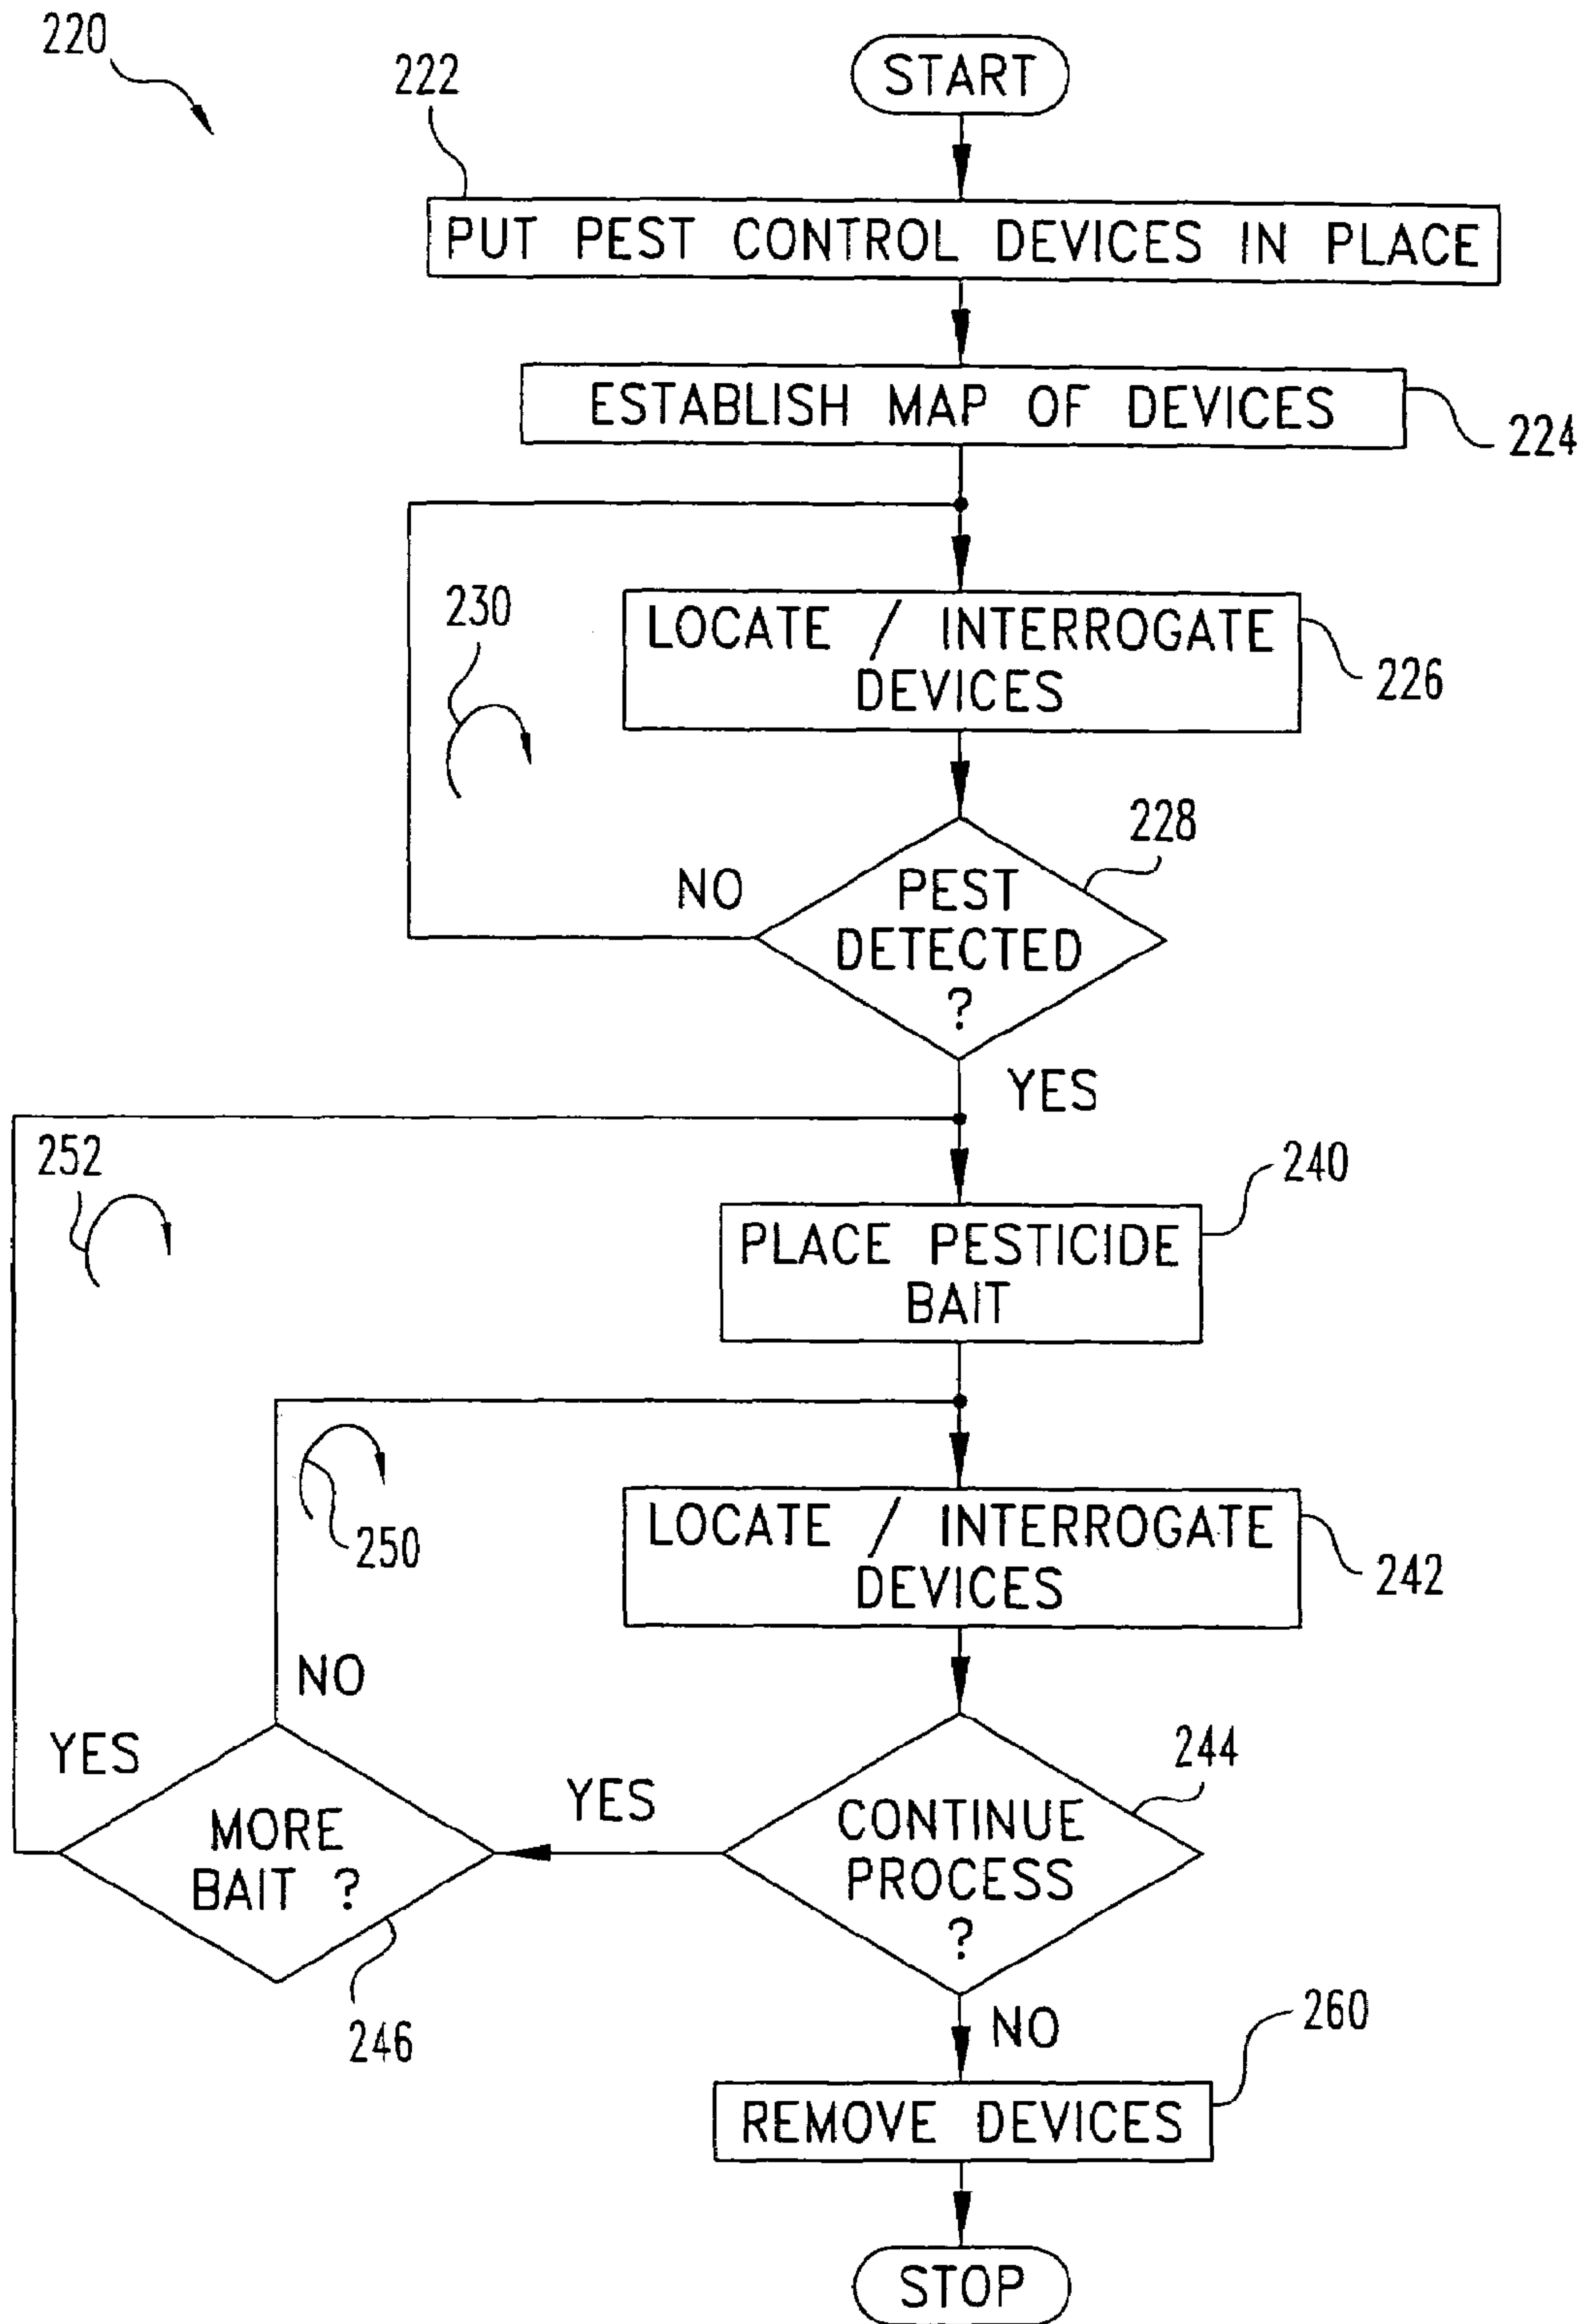 220
START
222
PUT PEST CONTROL DEVICES IN PLACE
ESTABLISH MAP OF DEVICES
224
230
LOCATE / INTERROGATE
DEVICES
226
228
NO
PEST
DETECTED
?
YES
252
240
PLACE PESTICIDE
BAIT
250
LOCATE / INTERROGATE
DEVICES
242
NO
YES
244
YES
MORE
BAIT ?
CONTINUE
PROCESS
?
246
NO
260
REMOVE DEVICES
STOP